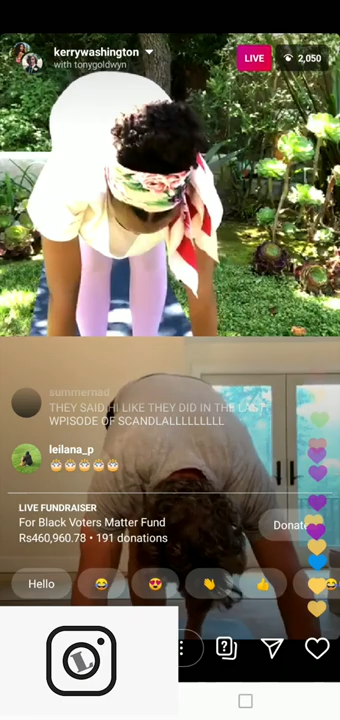 kerrywashington
with tonygoldwyn
LIVE
2,050
summernad
THEY SAID HI LIKE THEY DID IN THE LAST
WPISODE OF SCANDLALLLLLLLL
leilana_p
👁👁👁👁👁
LIVE FUNDRAISER
For Black Voters Matter Fund
Rs460,960.78 • 191 donations
Donate
Hello
L